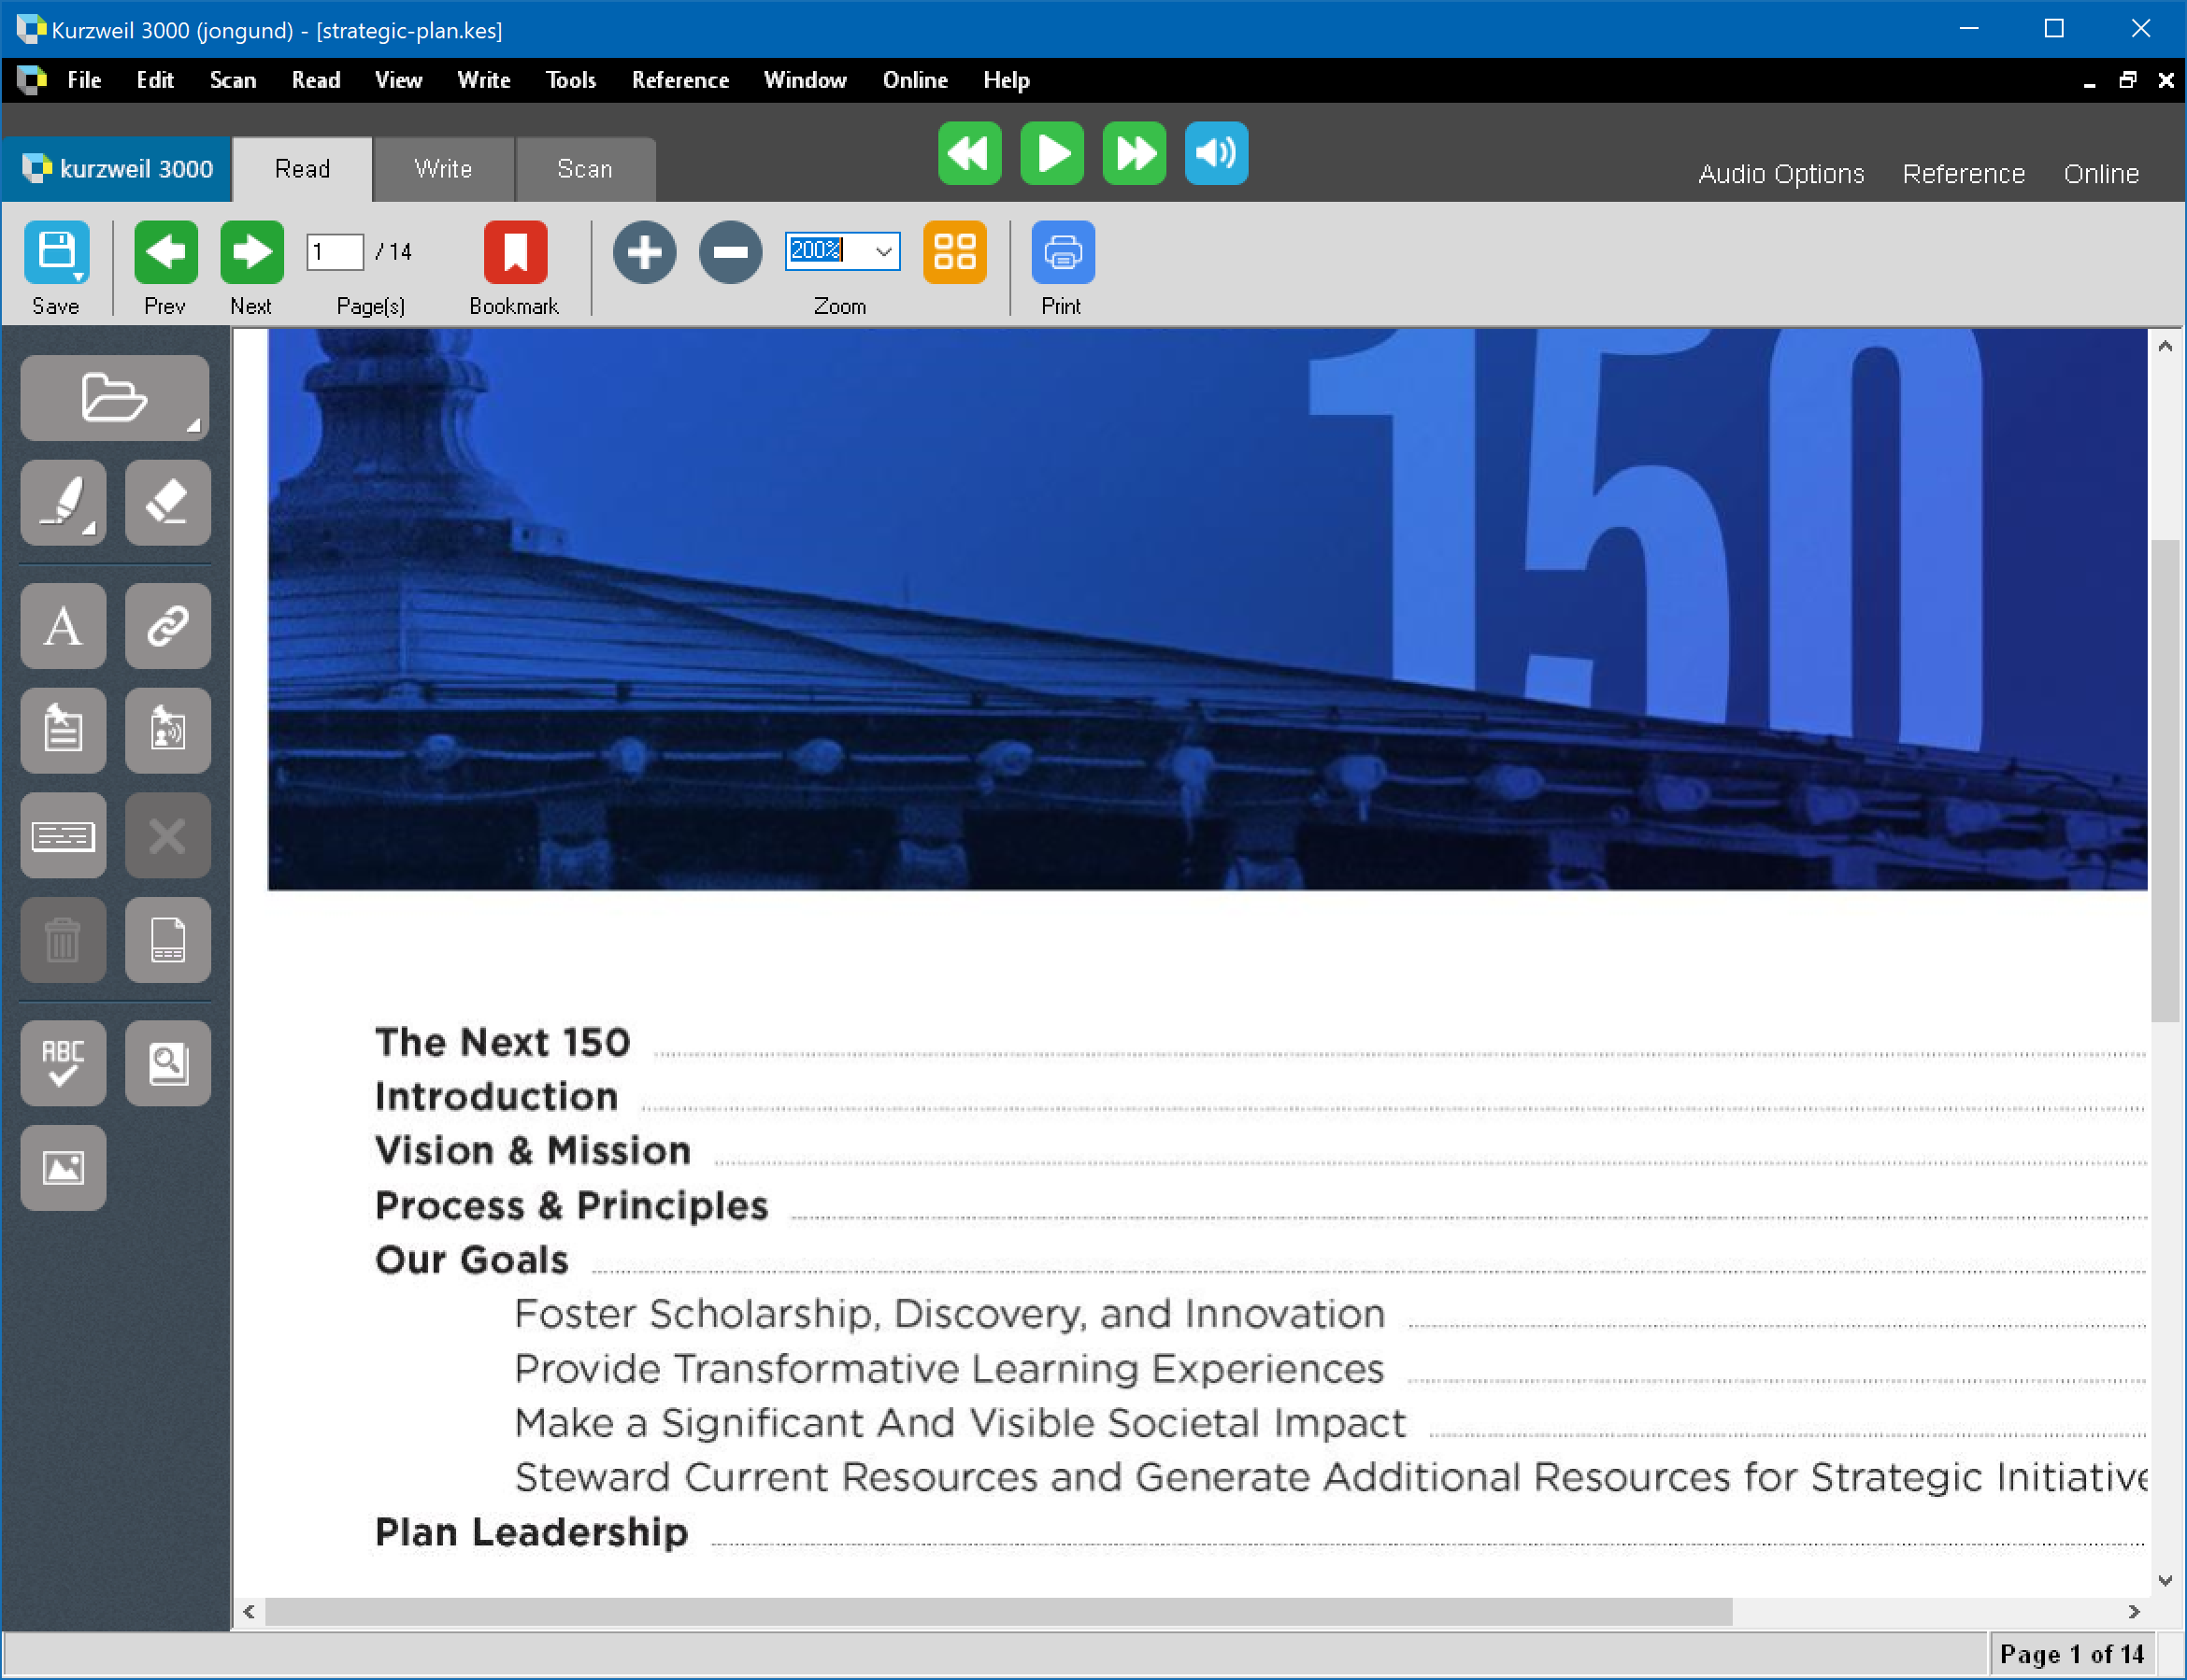 Kurzweil 3000 (jongund) - [strategic-plan.kes]
File Edit Scan Read View Write Tools Reference Window Online Help
kurzweil 3000 Read Write Scan Audio Options Reference Online
1 / 14 200%
Save Prev Next Page(s) Bookmark Zoom Print
150
A
ABC
The Next 150
Introduction
Vision & Mission
Process & Principles
Our Goals
Foster Scholarship, Discovery, and Innovation
Provide Transformative Learning Experiences
Make a Significant And Visible Societal Impact
Steward Current Resources and Generate Additional Resources for Strategic Initiative
Plan Leadership
Page 1 of 14